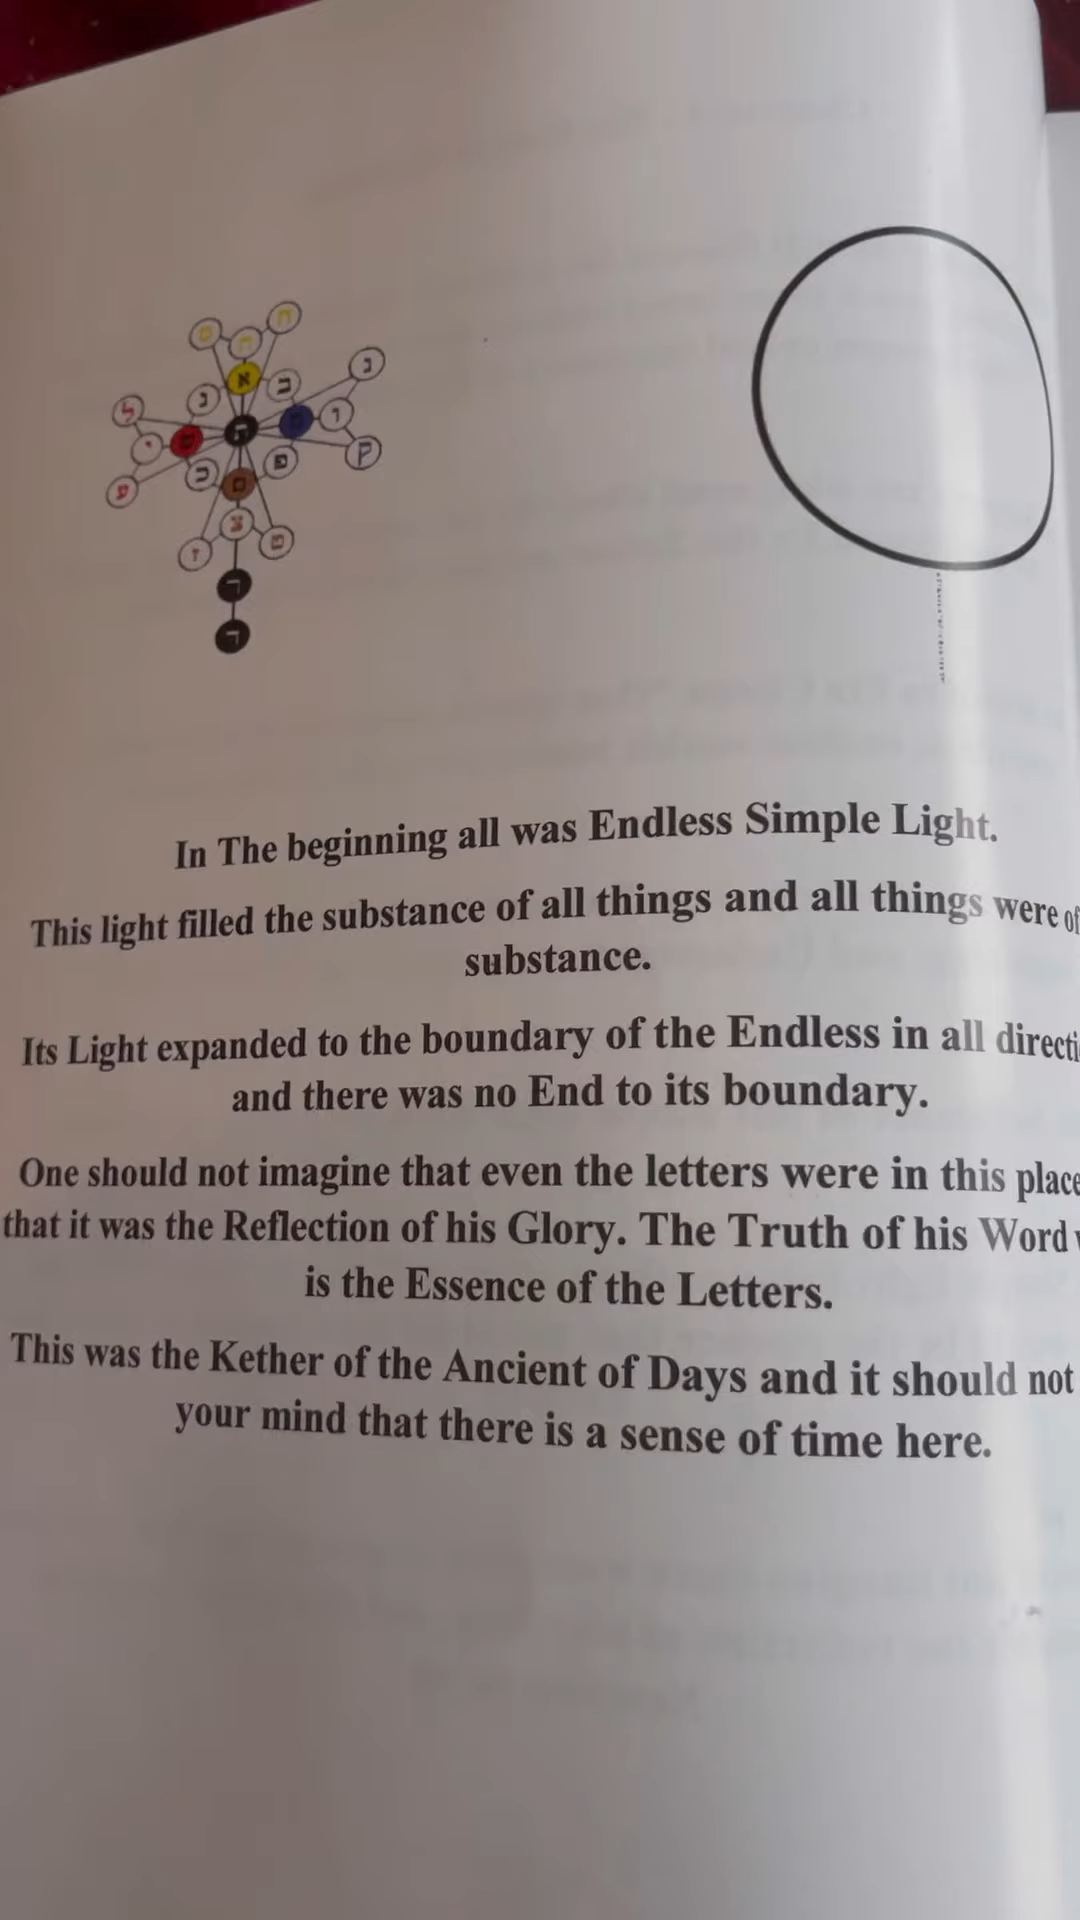 In The beginning all was Endless Simple Light.
This light filled the substance of all things and all things were of
substance.
Its Light expanded to the boundary of the Endless in all
and there was no End to its boundary.
One should not imagine that even the letters were in this place
that it was the Reflection of his Glory. The Truth of his Word
is the Essence of the Letters.
This was the Kether of the Ancient of Days and it should not
your mind that there is a sense of time here.